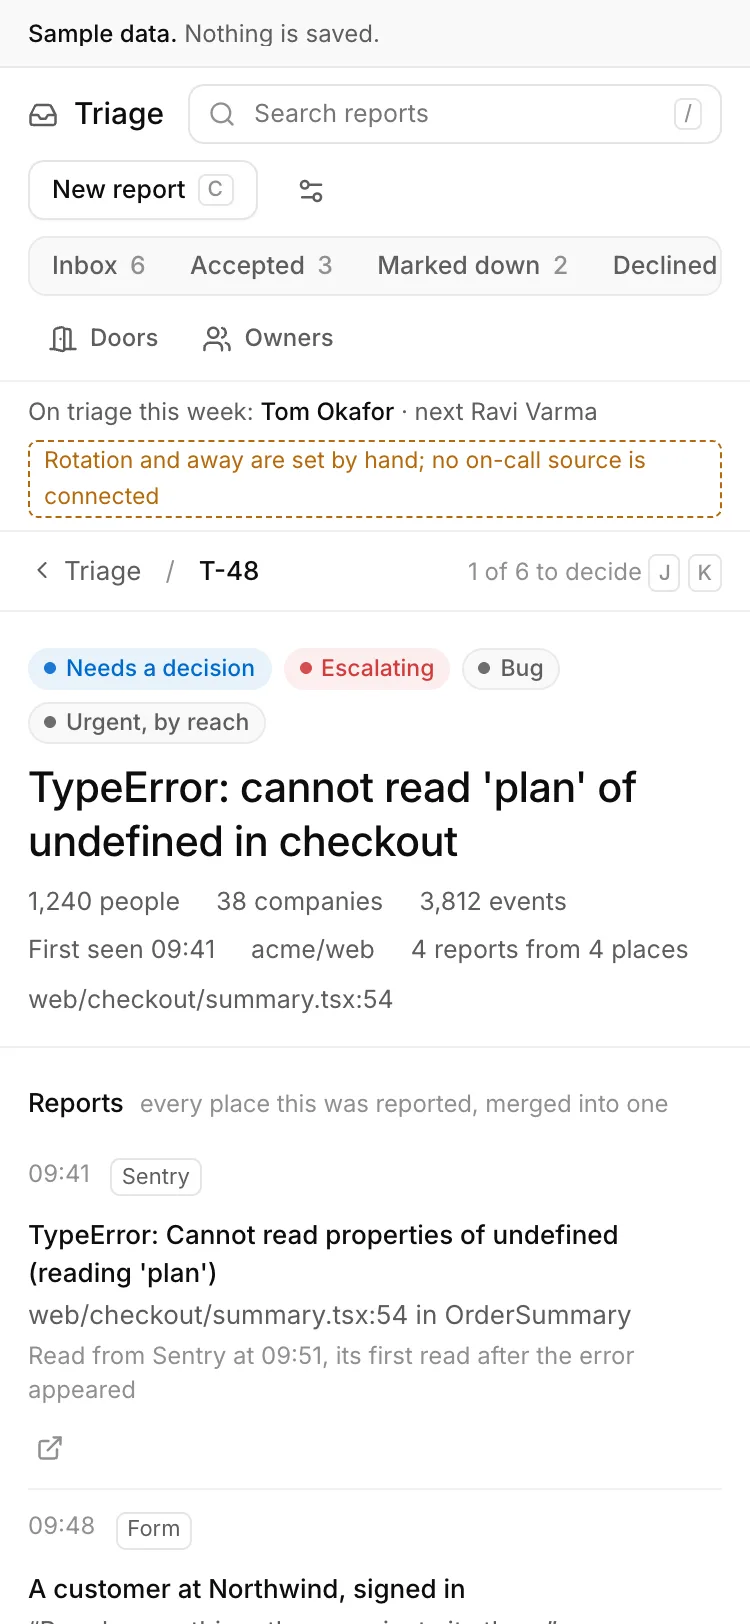 Sample data. Nothing is saved.
Triage
Search reports
/
New report C
Inbox 6 Accepted 3 Marked down 2 Declined
Doors Owners
On triage this week: Tom Okafor · next Ravi Varma
Rotation and away are set by hand; no on-call source is
connected
Triage / T-48 1 of 6 to decide J K
Needs a decision Escalating Bug
Urgent, by reach
TypeError: cannot read 'plan' of
undefined in checkout
1,240 people 38 companies 3,812 events
First seen 09:41 acme/web 4 reports from 4 places
web/checkout/summary.tsx:54
Reports every place this was reported, merged into one
09:41 Sentry
TypeError: Cannot read properties of undefined
(reading 'plan')
web/checkout/summary.tsx:54 in OrderSummary
Read from Sentry at 09:51, its first read after the error
appeared
09:48 Form
A customer at Northwind, signed in